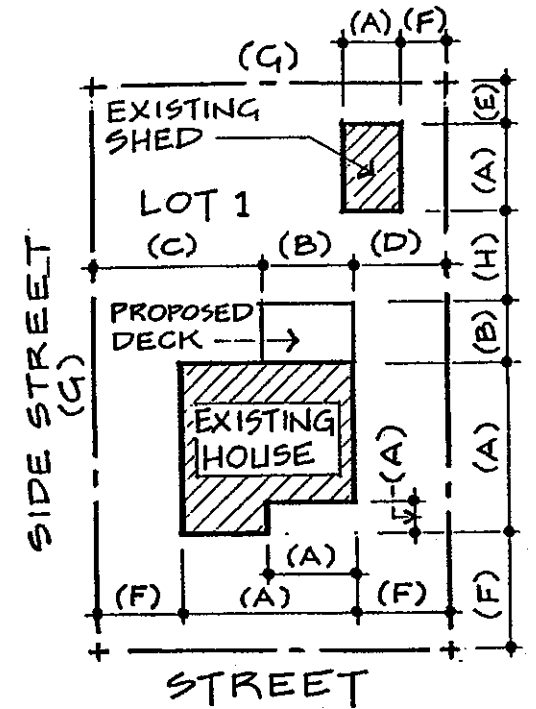 (A) (F)
(G)
EXISTING
SHED
(E)
(A)
LOT 1
(C) (B) (D)
(H)
PROPOSED
DECK
(B)
SIDE STREET
(G)
EXISTING
HOUSE
(A)
(A)
(A)
(F) (A) (F)
(F)
STREET